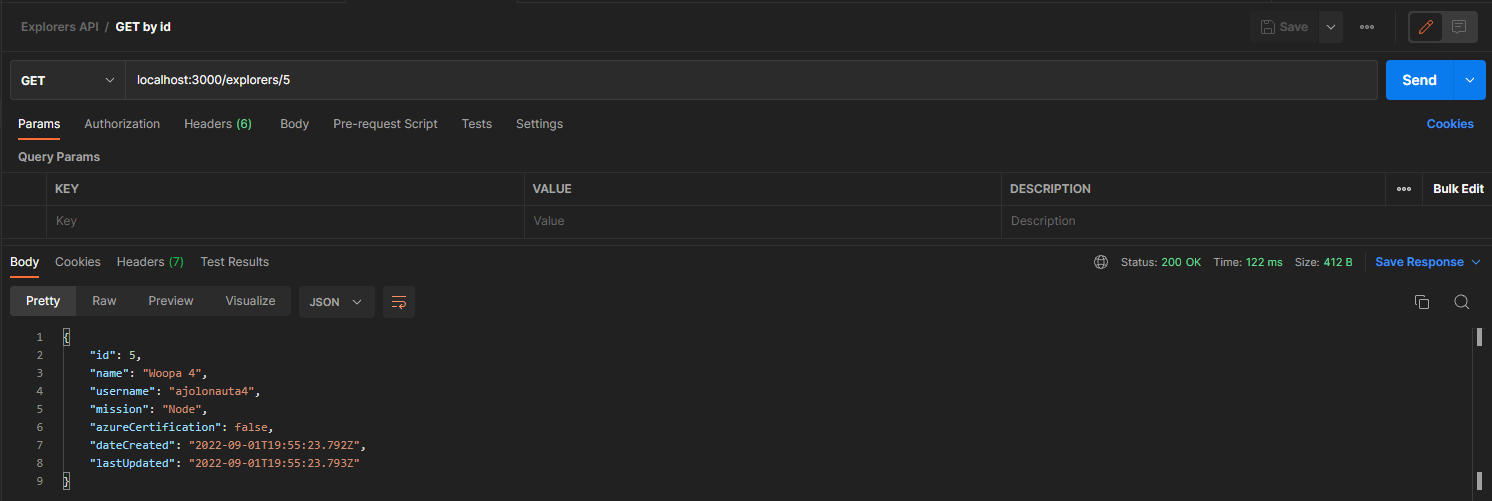 Explorers API / GET by id
Save
GET localhost:3000/explorers/5 Send
Params Authorization Headers (6) Body Pre-request Script Tests Settings Cookies
Query Params
KEY VALUE DESCRIPTION Bulk Edit
Key Value Description
Body Cookies Headers (7) Test Results Status: 200 OK Time: 122 ms Size: 412 B Save Response
Pretty Raw Preview Visualize JSON
1 {
2 "id": 5,
3 "name": "Woopa 4",
4 "username": "ajolonauta4",
5 "mission": "Node",
6 "azureCertification": false,
7 "dateCreated": "2022-09-01T19:55:23.792Z",
8 "lastUpdated": "2022-09-01T19:55:23.793Z"
9 }